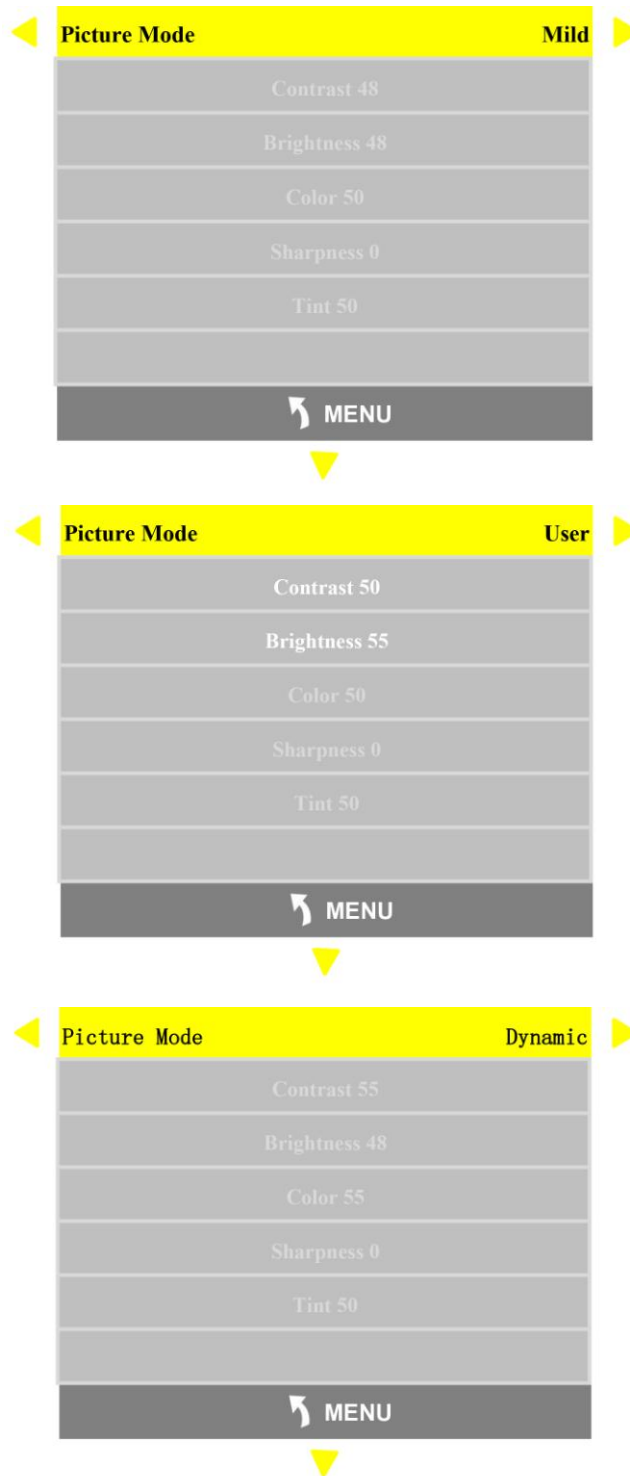 Picture Mode Mild
Contrast 48
Brightness 48
Color 50
Sharpness 0
Tint 50
MENU
Picture Mode User
Contrast 50
Brightness 55
Color 50
Sharpness 0
Tint 50
MENU
Picture Mode Dynamic
Contrast 55
Brightness 48
Color 55
Sharpness 0
Tint 50
MENU